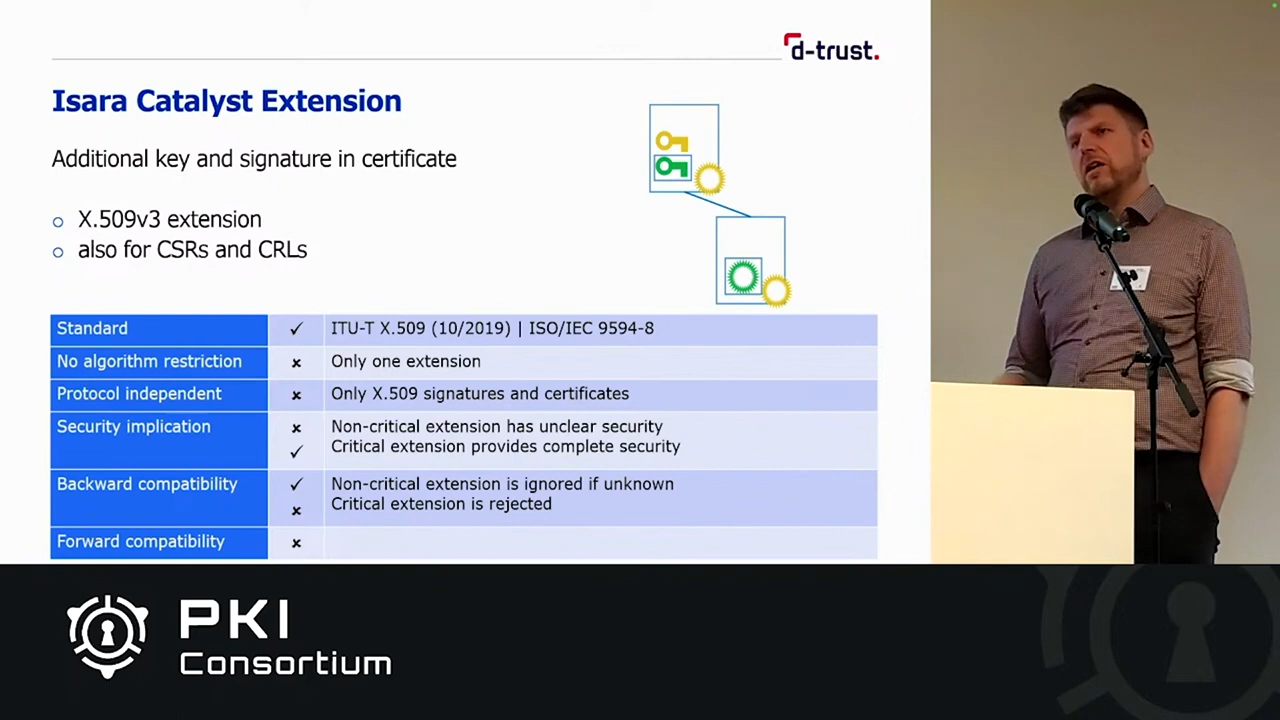 d-trust.
Isara Catalyst Extension
Additional key and signature in certificate
X.509v3 extension
also for CSRs and CRLs
Standard ✓ ITU-T X.509 (10/2019) | ISO/IEC 9594-8
No algorithm restriction × Only one extension
Protocol independent × Only X.509 signatures and certificates
Security implication × Non-critical extension has unclear security
✓ Critical extension provides complete security
Backward compatibility ✓ Non-critical extension is ignored if unknown
× Critical extension is rejected
Forward compatibility ×
PKI
Consortium